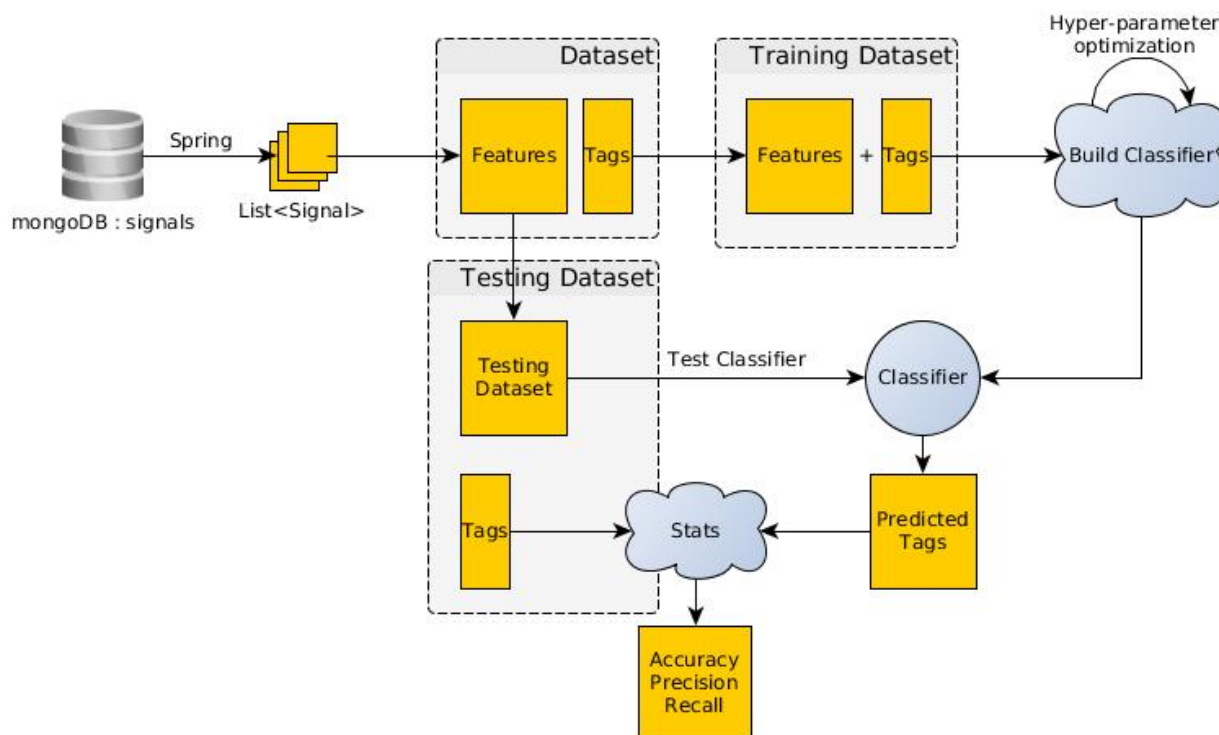 Hyper-parameter
optimization
Dataset
Training Dataset
Spring
Features
Tags
Features
+
Tags
Build Classifier
List<Signal>
mongoDB : signals
Testing Dataset
Testing
Dataset
Test Classifier
Classifier
Tags
Stats
Predicted
Tags
Accuracy
Precision
Recall